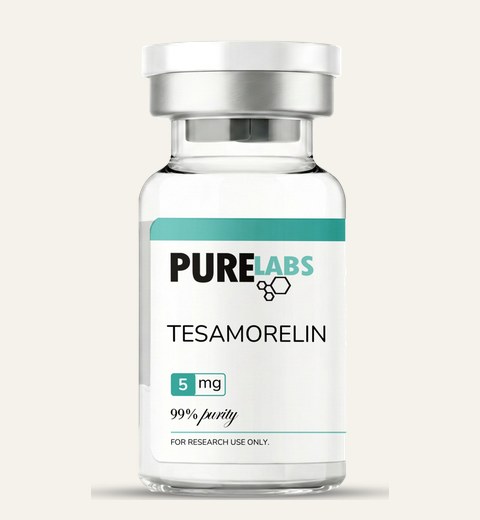 PURELABS
TESAMORELIN
5 mg
99% purity
FOR RESEARCH USE ONLY.